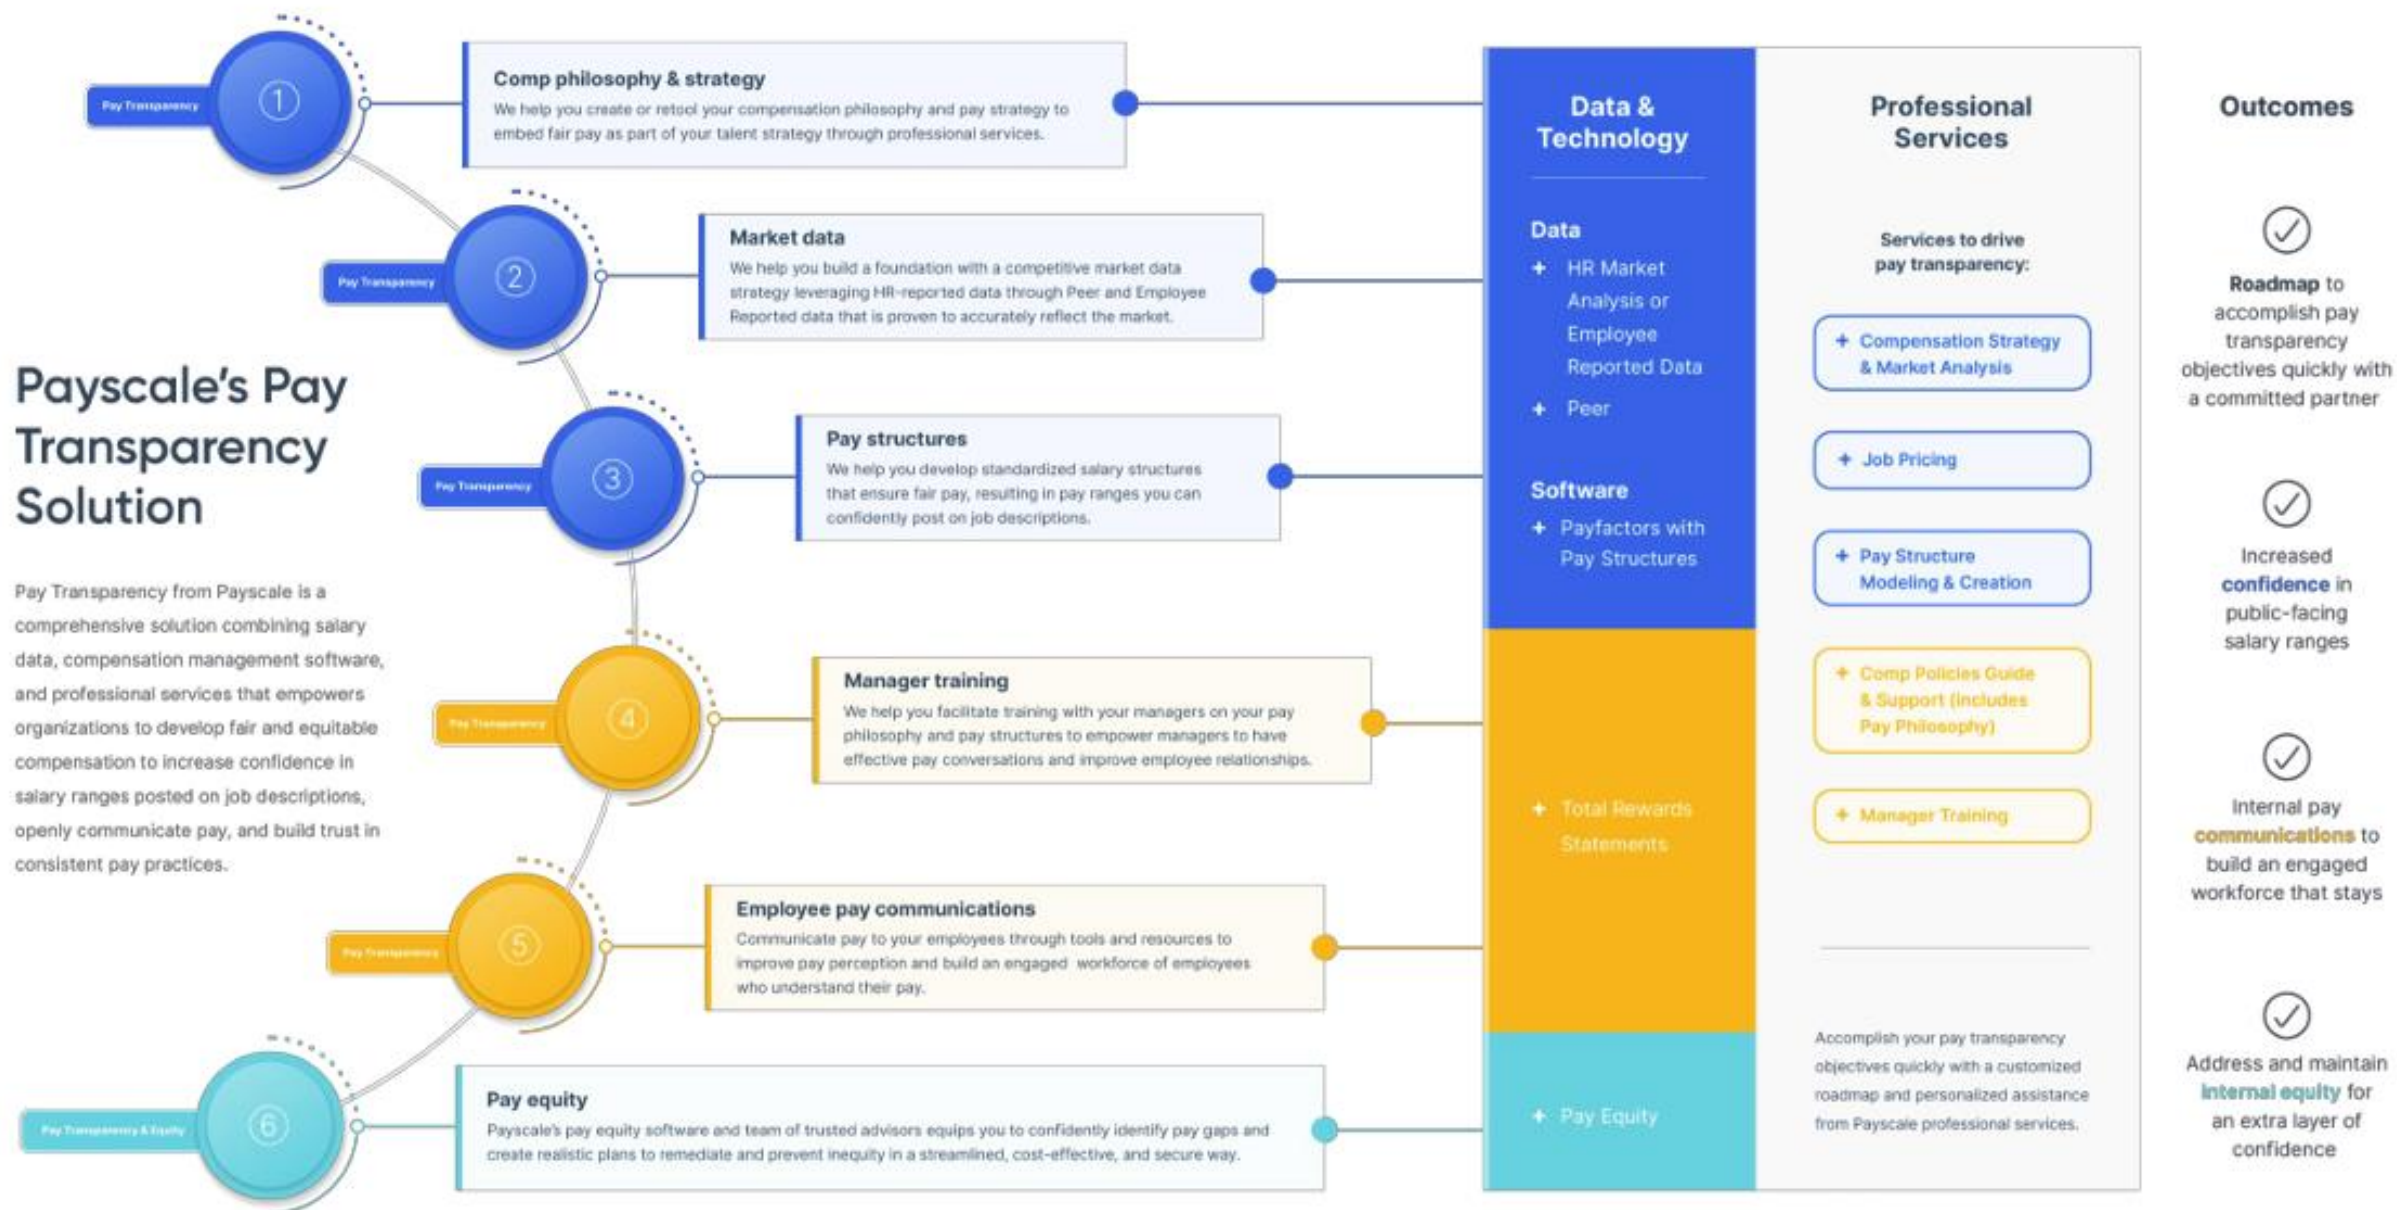 Payscale's Pay
Transparency
Solution
Pay Transparency from Payscale is a
comprehensive solution combining salary
data, compensation management software,
and professional services that empowers
organizations to develop fair and equitable
compensation to increase confidence in
salary ranges posted on job descriptions,
openly communicate pay, and build trust in
consistent pay practices.
Pay Transparency
1
Comp philosophy & strategy
We help you create or retool your compensation philosophy and pay strategy to
embed fair pay as part of your talent strategy through professional services.
Pay Transparency
2
Market data
We help you build a foundation with a competitive market data
strategy leveraging HR-reported data through Peer and Employee
Reported data that is proven to accurately reflect the market.
Pay Transparency
3
Pay structures
We help you develop standardized salary structures
that ensure fair pay, resulting in pay ranges you can
confidently post on job descriptions.
Pay Transparency
4
Manager training
We help you facilitate training with your managers on your pay
philosophy and pay structures to empower managers to have
effective pay conversations and improve employee relationships.
Pay Transparency
5
Employee pay communications
Communicate pay to your employees through tools and resources to
improve pay perception and build an engaged workforce of employees
who understand their pay.
Pay Transparency & Equity
6
Pay equity
Payscale's pay equity software and team of trusted advisors equips you to confidently identify pay gaps and
create realistic plans to remediate and prevent inequity in a streamlined, cost-effective, and secure way.
Data &
Technology
Data
+ HR Market
Analysis or
Employee
Reported Data
+ Peer
Software
+ Payfactors with
Pay Structures
+ Total Rewards
Statements
+ Pay Equity
Professional
Services
Services to drive
pay transparency:
+ Compensation Strategy
& Market Analysis
+ Job Pricing
+ Pay Structure
Modeling & Creation
+ Comp Policies Guide
& Support (includes
Pay Philosophy)
+ Manager Training
Accomplish your pay transparency
objectives quickly with a customized
roadmap and personalized assistance
from Payscale professional services.
Outcomes
Roadmap to
accomplish pay
transparency
objectives quickly with
a committed partner
Increased
confidence in
public-facing
salary ranges
Internal pay
communications to
build an engaged
workforce that stays
Address and maintain
internal equity for
an extra layer of
confidence